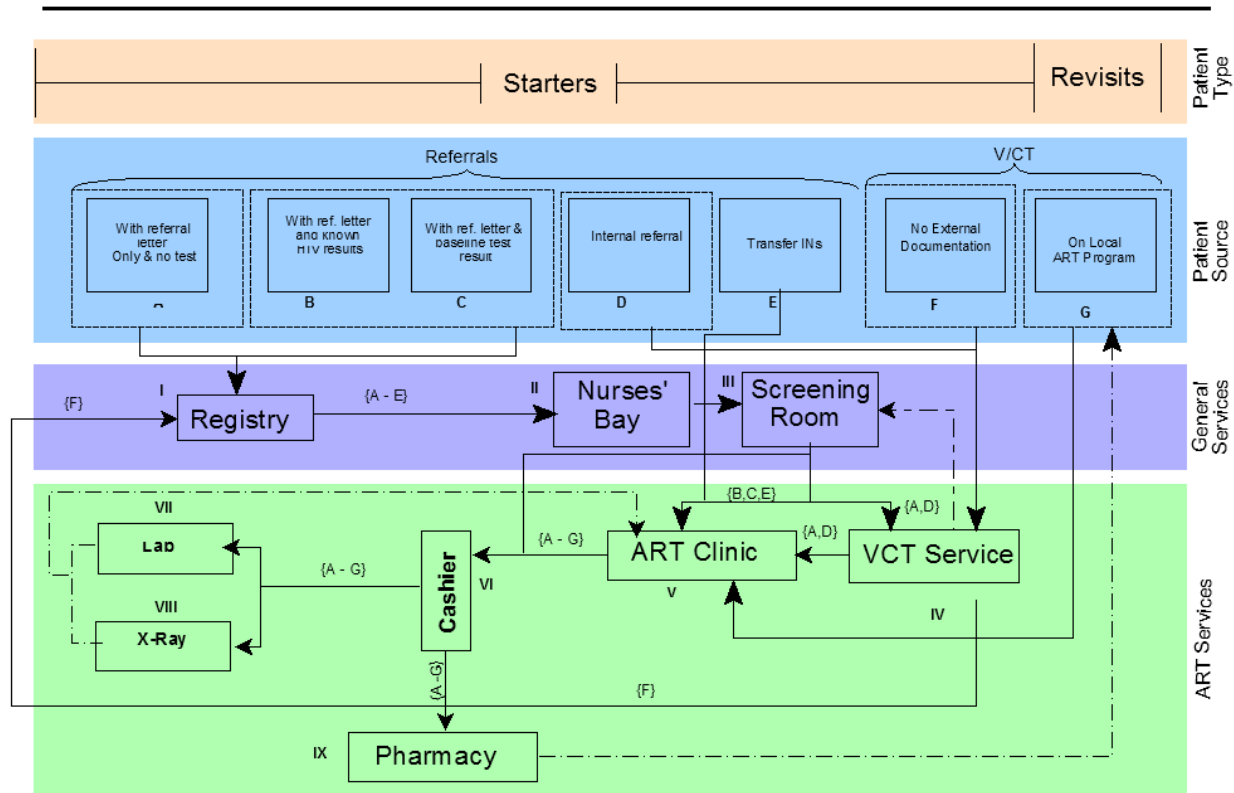 Starters
Revisits
Patient
Type
Referrals
V/CT
With referral
letter
Only & no test
With ref. letter
and known
HIV results
With ref. letter &
baseline test
result
Internal referral
Transfer INs
No External
Documentation
On Local
ART Program
B
C
D
E
F
G
Patient
Source
I
II
III
{F}
Registry
{A - E}
Nurses'
Bay
Screening
Room
General
Services
VII
Lab
VIII
X-Ray
{A - G}
Cashier
VI
{A - G}
{B,C,E}
ART Clinic
V
{A,D}
{A,D}
VCT Service
IV
{A -G}
{F}
IX
Pharmacy
ART Services